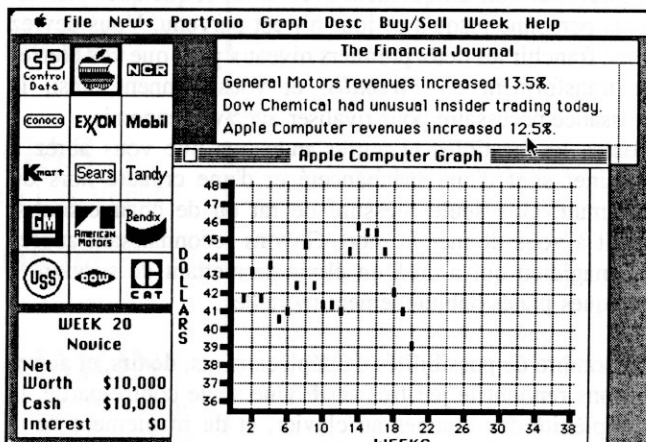 File News Portfolio Graph Desc Buy/Sell Week Help
Control Data
NCR
conoco
EXXON
Mobil
Kmart
Sears
Tandy
GM
American Motors
Bendix
USS
DOW
CAT
WEEK 20
Novice
Net
Worth $10,000
Cash $10,000
Interest $0
The Financial Journal
General Motors revenues increased 13.5%.
Dow Chemical had unusual insider trading today.
Apple Computer revenues increased 12.5%.
Apple Computer Graph
DOLLARS
48
47
46
45
44
43
42
41
40
39
38
37
36
2 6 10 14 18 22 26 30 34 38
WEEKS